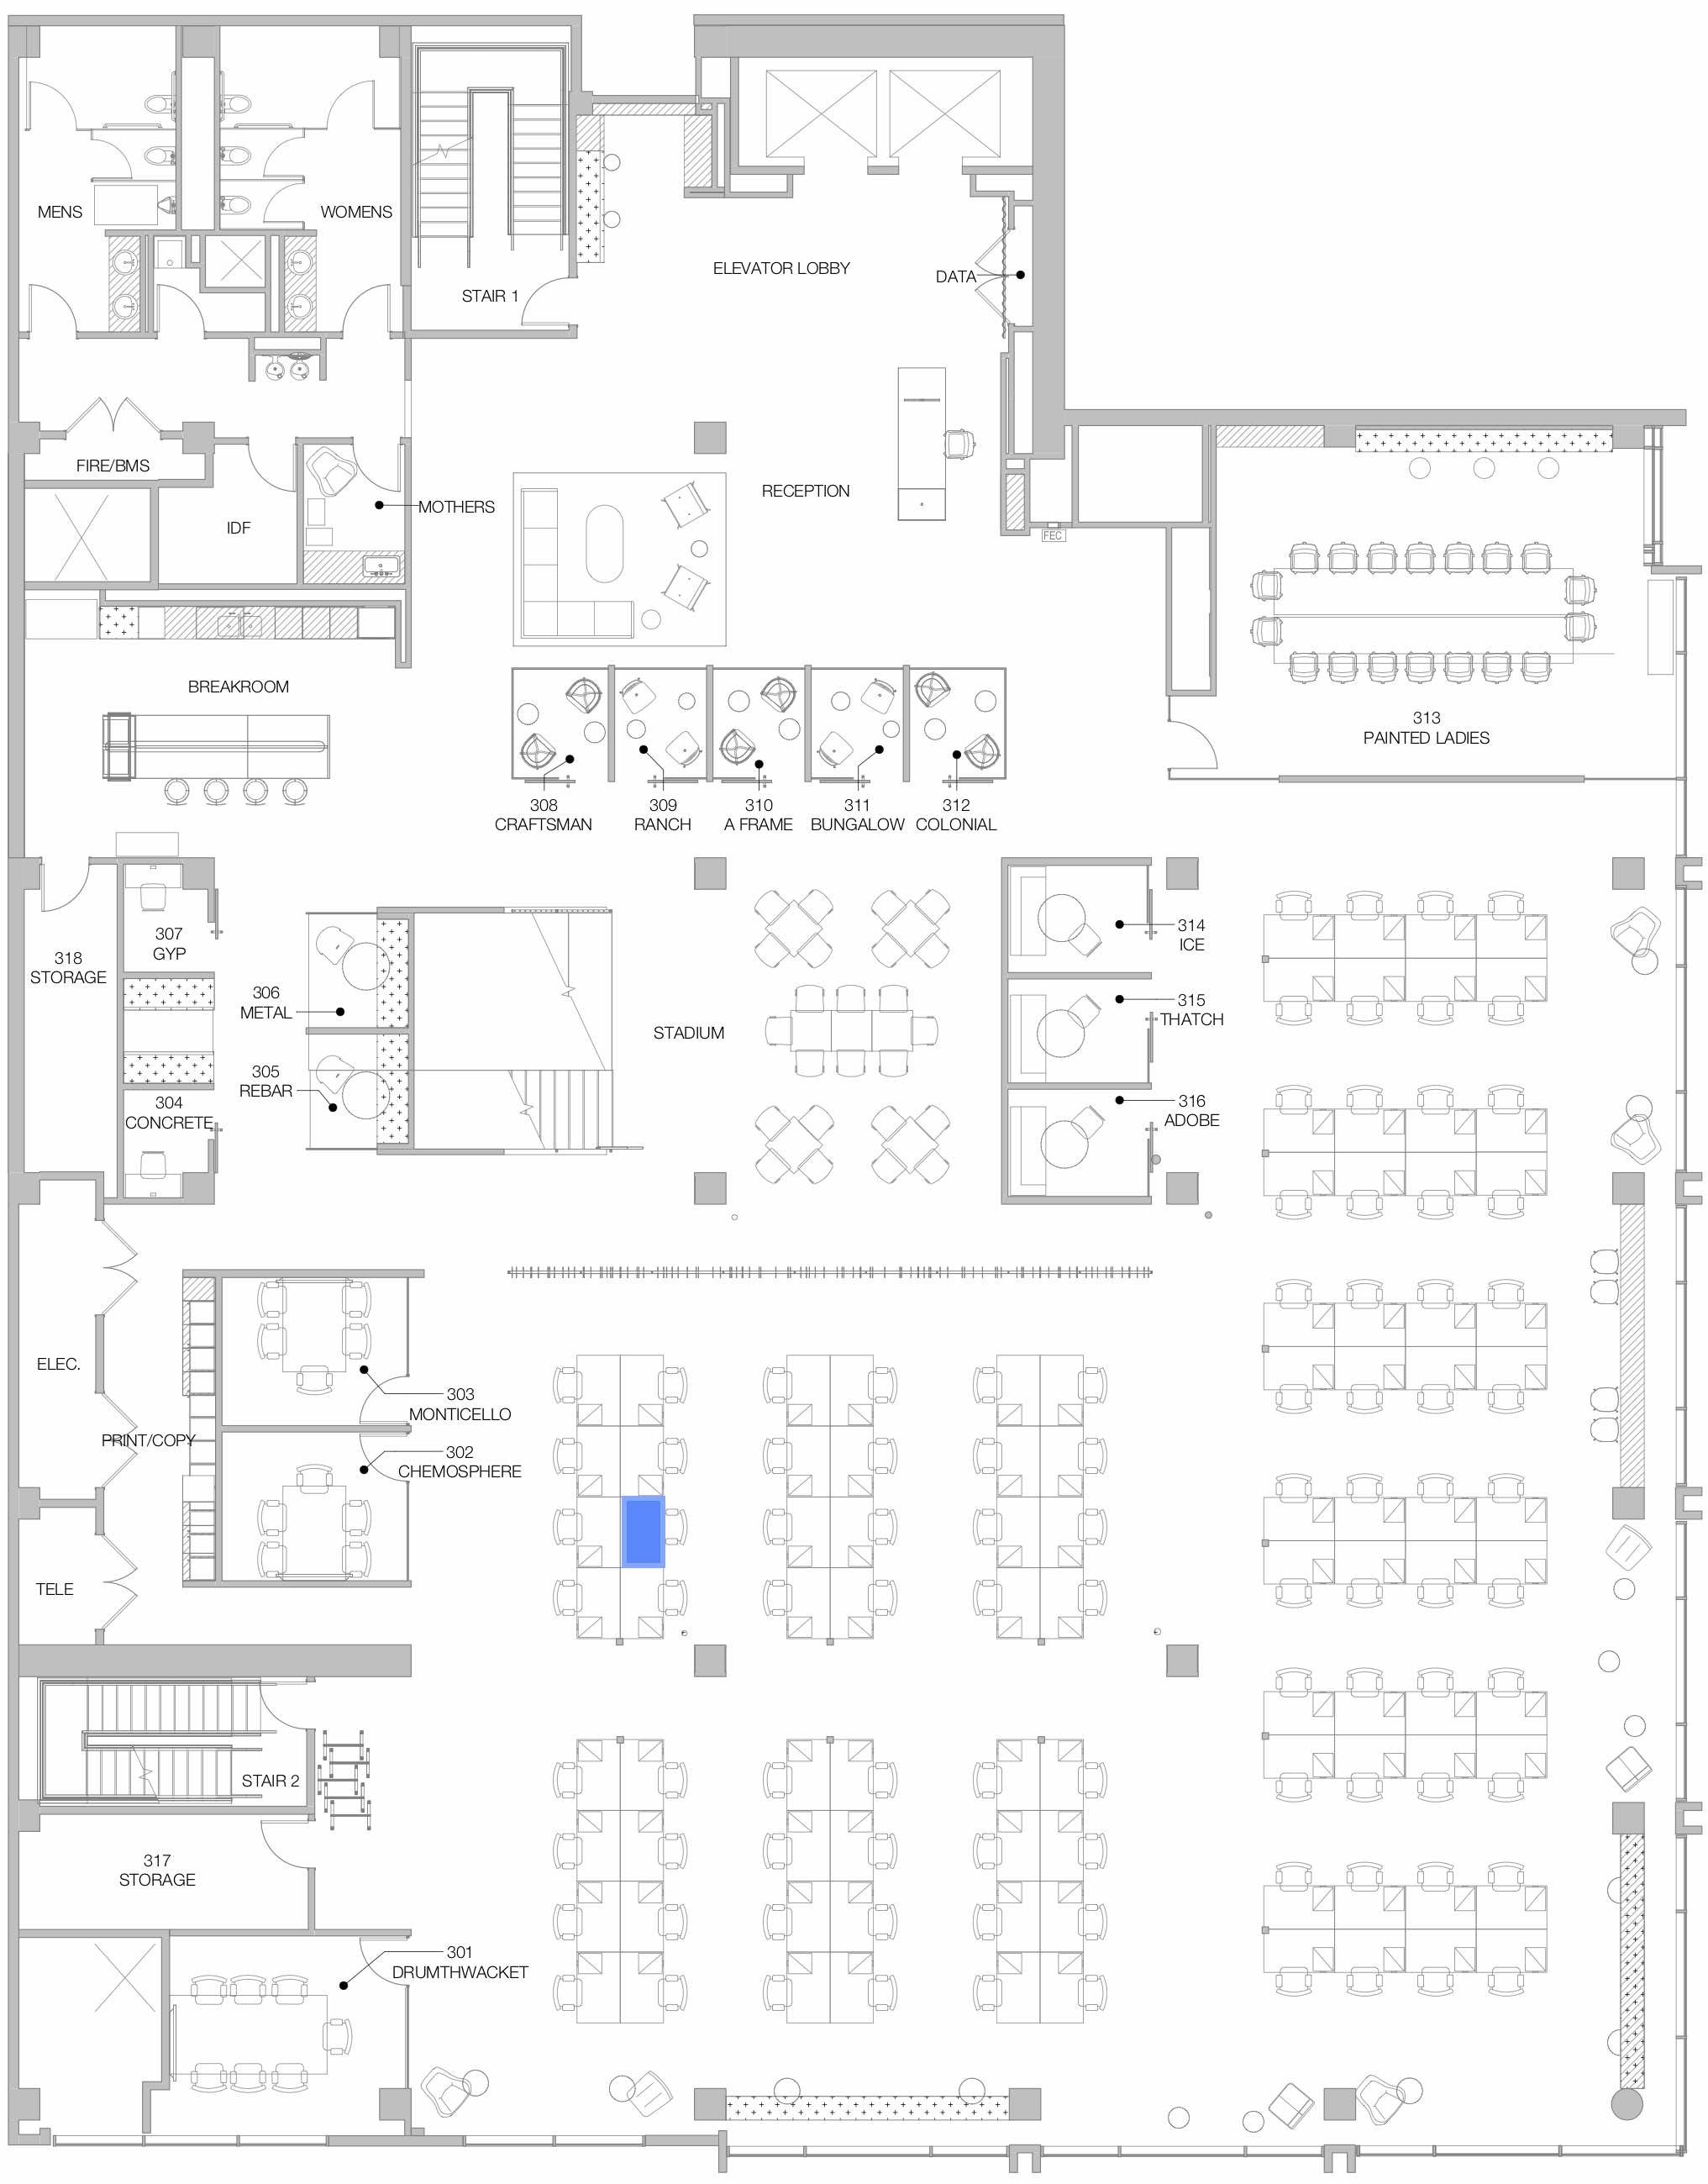 MENS
WOMENS
STAIR 1
ELEVATOR LOBBY
DATA
FIRE/BMS
IDF
MOTHERS
RECEPTION
FEC
BREAKROOM
313
PAINTED LADIES
308
CRAFTSMAN
309
RANCH
310
A FRAME
311
BUNGALOW
312
COLONIAL
307
GYP
318
STORAGE
306
METAL
305
REBAR
304
CONCRETE
STADIUM
314
ICE
315
THATCH
316
ADOBE
ELEC.
303
MONTICELLO
PRINT/COPY
302
CHEMOSPHERE
TELE
STAIR 2
317
STORAGE
301
DRUMTHWACKET